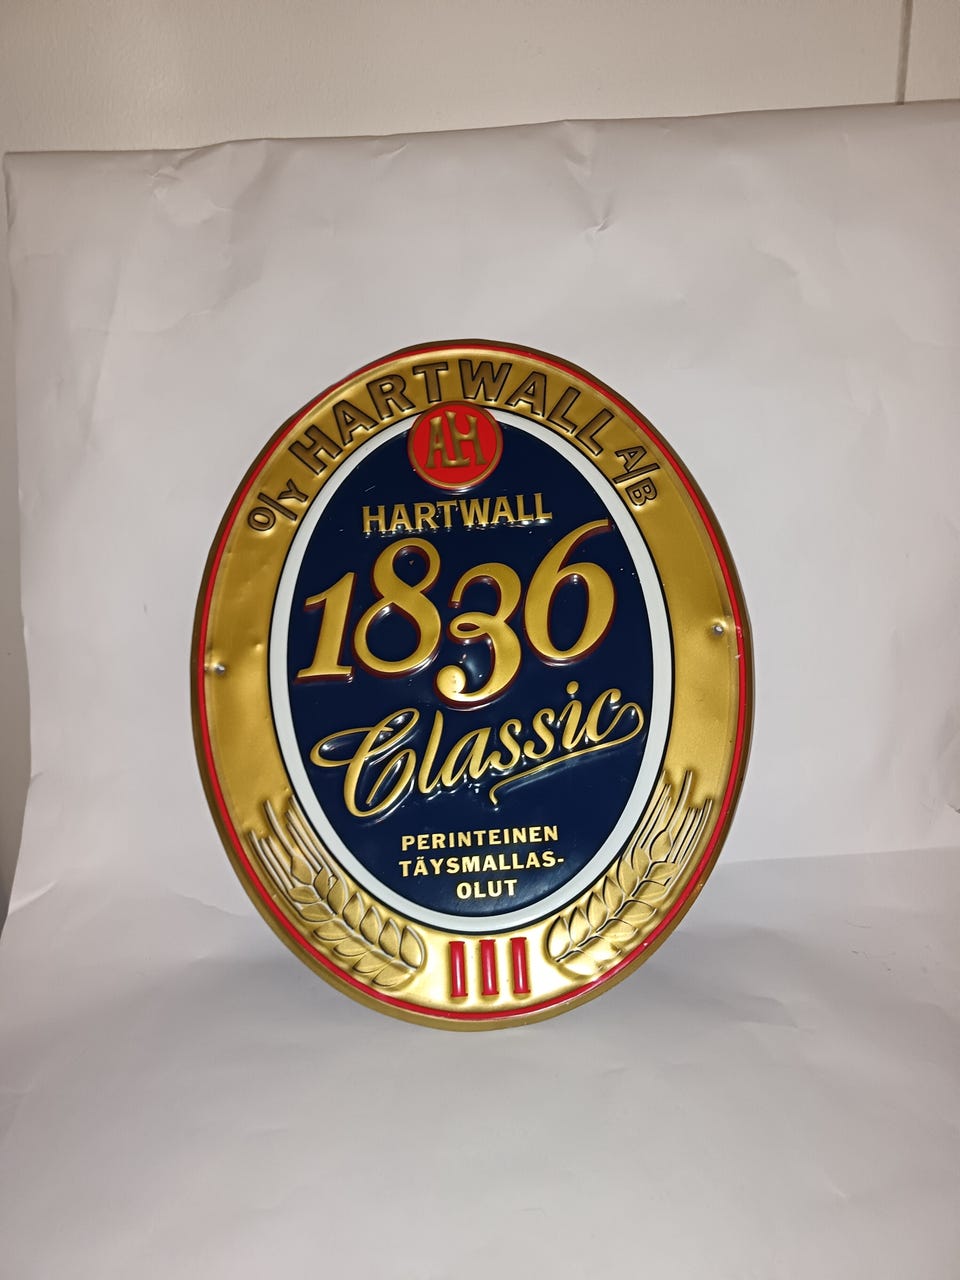 O/Y HARTWALL A/B
AH
HARTWALL
1836
Classic
PERINTEINEN
TÄYSMALLAS-
OLUT
III